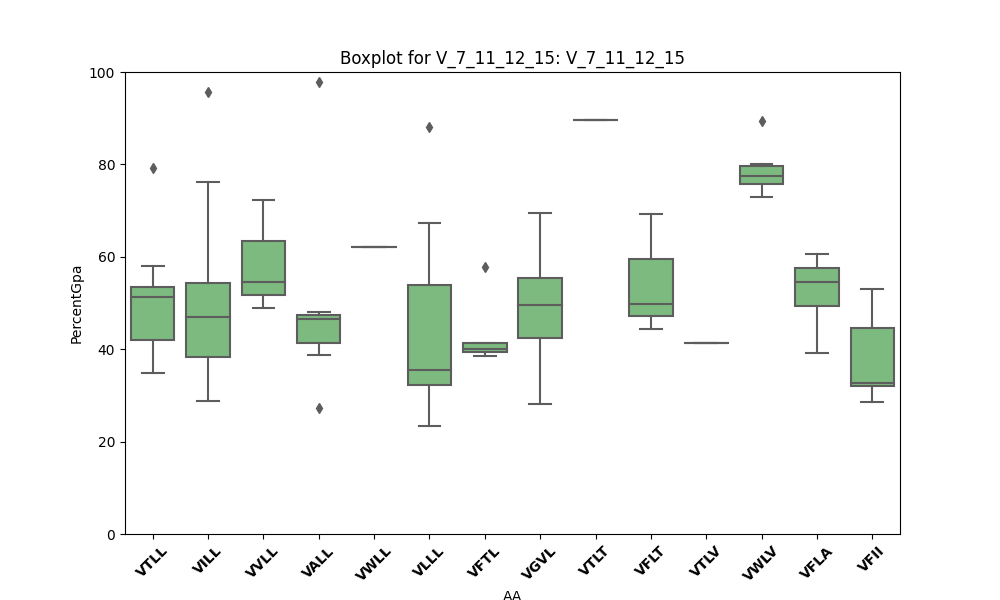 Boxplot for V_7_11_12_15: V_7_11_12_15
PercentGpa
100
80
60
40
20
0
VTLL VILL VVLL VALL VWLL VLLL VFTL VGVL VTLT VFLT VTLV VWLV VFLA VFII
AA